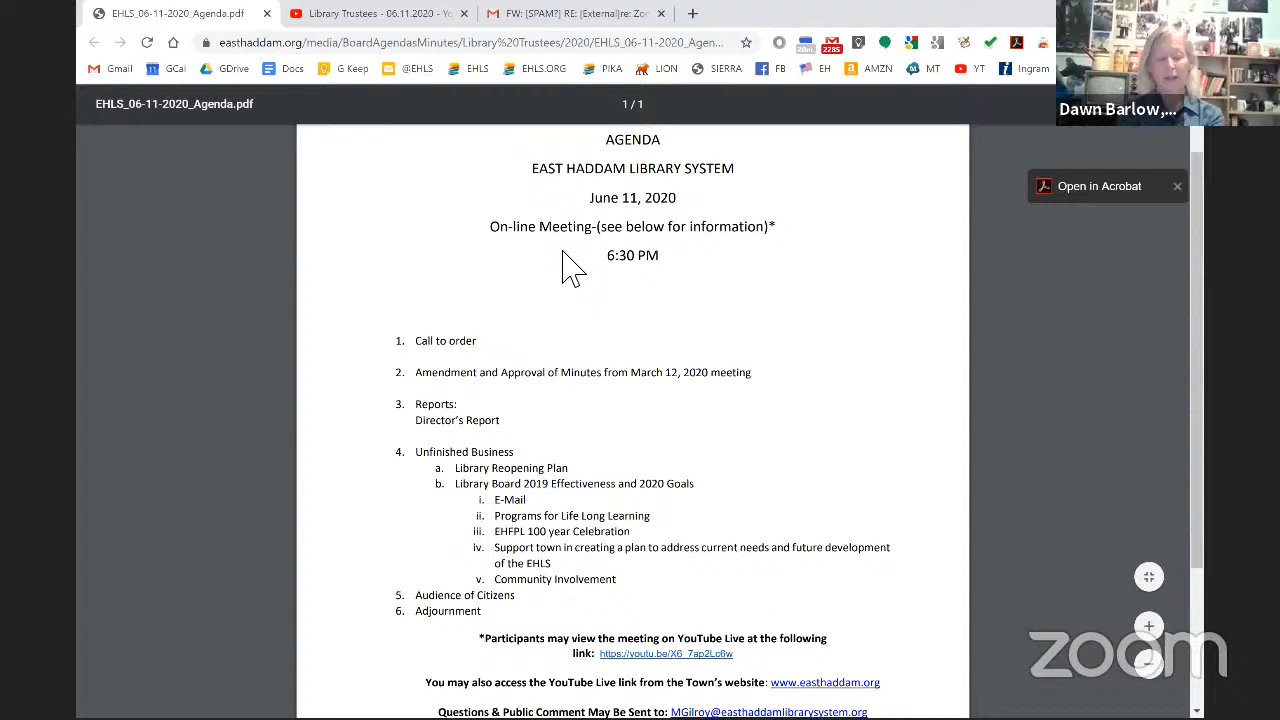 EHLS_06-11-2020_Agenda.pdf
Library Trustees - 06.11.2020 - Yo
FW: [SPAM?] RE: [External]re: Zoo
easthaddam.org
20m
228S
Gmail
GCal
GDrive
Docs
G Keep
@EHLS
EHLS
EHLS.ORG
PIKA
LION
SIERRA
FB
EH
AMZN
MT
YT
Ingram
EHLS_06-11-2020_Agenda.pdf
1 / 1
Dawn Barlow,...
Open in Acrobat
AGENDA
EAST HADDAM LIBRARY SYSTEM
June 11, 2020
On-line Meeting-(see below for information)*
6:30 PM
1. Call to order
2. Amendment and Approval of Minutes from March 12, 2020 meeting
3. Reports:
Director's Report
4. Unfinished Business
a. Library Reopening Plan
b. Library Board 2019 Effectiveness and 2020 Goals
i. E-Mail
ii. Programs for Life Long Learning
iii. EHFPL 100 year Celebration
iv. Support town in creating a plan to address current needs and future development
of the EHLS
v. Community Involvement
5. Audience of Citizens
6. Adjournment
*Participants may view the meeting on YouTube Live at the following
link: https://youtu.be/X6_7ap2Lc6w
You may also access the YouTube Live link from the Town's website: www.easthaddam.org
Questions & Public Comment May Be Sent to: MGilroy@easthaddamlibrarysystem.org
zoom